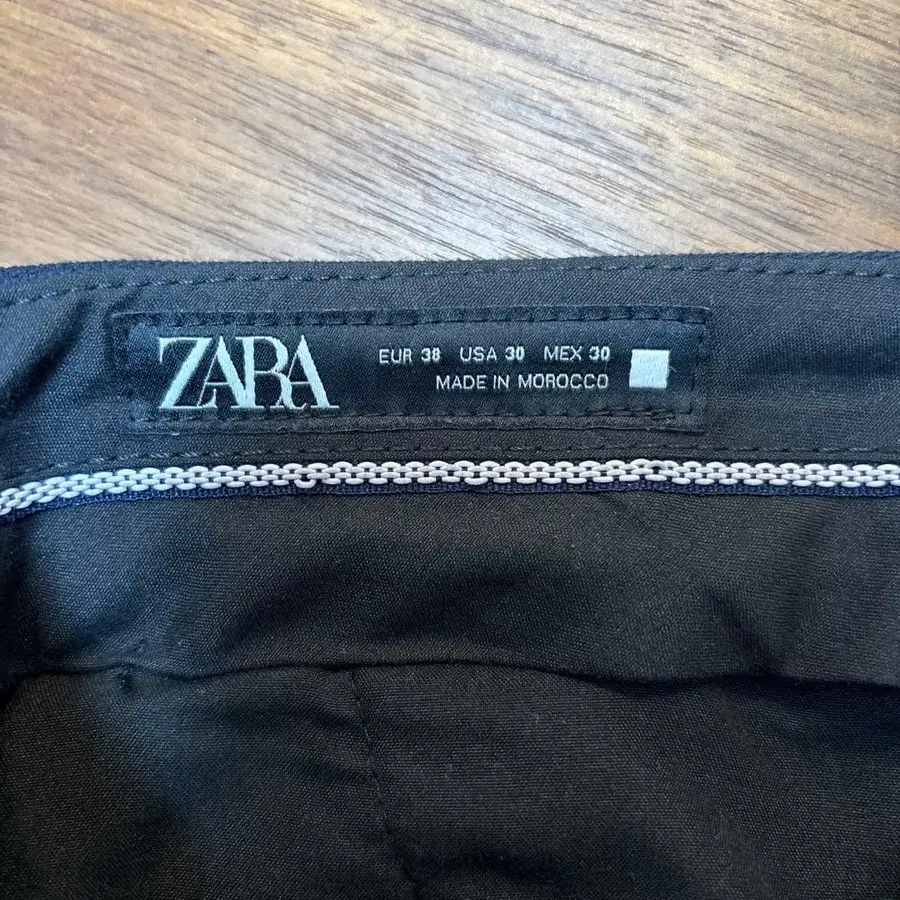 ZARA
EUR 38 USA 30 MEX 30
MADE IN MOROCCO